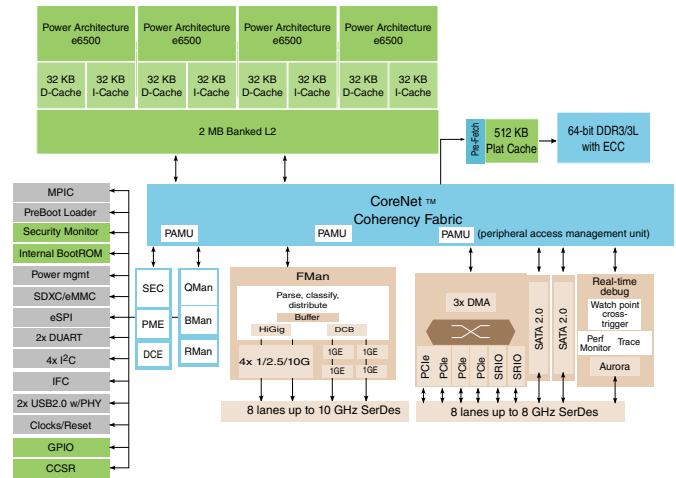 Power Architecture
e6500
Power Architecture
e6500
Power Architecture
e6500
Power Architecture
e6500
32 KB
D-Cache
32 KB
I-Cache
32 KB
D-Cache
32 KB
I-Cache
32 KB
D-Cache
32 KB
I-Cache
32 KB
D-Cache
32 KB
I-Cache
2 MB Banked L2
Pre-Fetch
512 KB
Plat Cache
64-bit DDR3/3L
with ECC
CoreNet ™
Coherency Fabric
PAMU
PAMU
PAMU
(peripheral access management unit)
MPIC
PreBoot Loader
Security Monitor
Internal BootROM
Power mgmt
SDXC/eMMC
eSPI
2x DUART
4x I²C
IFC
2x USB2.0 w/PHY
Clocks/Reset
GPIO
CCSR
SEC
PME
DCE
QMan
BMan
RMan
FMan
Parse, classify,
distribute
Buffer
HiGig
DCB
4x 1/2.5/10G
1GE
1GE
1GE
1GE
8 lanes up to 10 GHz SerDes
3x DMA
PCIe
PCIe
PCIe
PCIe
SRIO
SRIO
SATA 2.0
SATA 2.0
Real-time
debug
Watch point
cross-
trigger
Perf
Monitor
Trace
Aurora
8 lanes up to 8 GHz SerDes